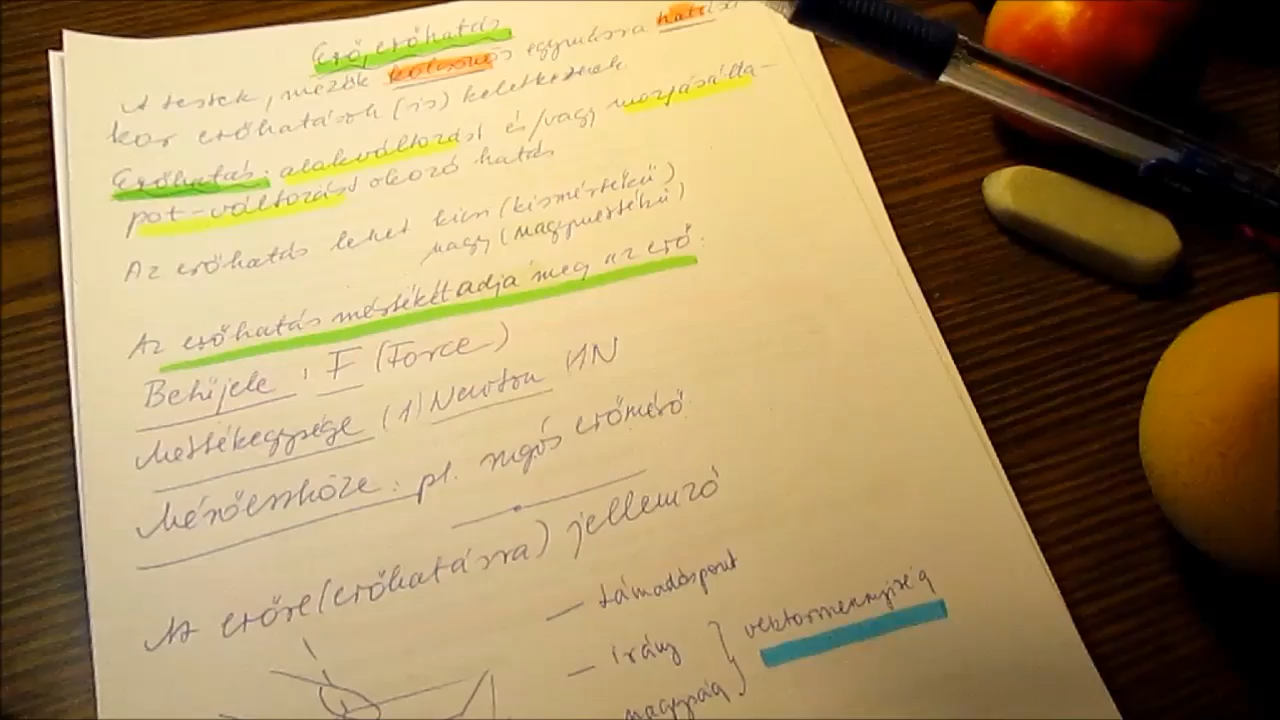 Erő, erőhatás
A testek, mezők kölcsönös egymásra hatása-
kor erőhatások (is) keletkeznek
Erőhatás: alakváltozást és/vagy mozgásálla-
pot-változást okozó hatás
Az erőhatás lehet kicsi (kismértékű)
nagy (nagymértékű)
Az erőhatás mértékét adja meg az erő.
Betűjele: F (Force)
Mértékegysége (1) Newton 1N
Mérőeszköze: pl. rugós erőmérő
Az erőre (erőhatásra) jellemző
— támadáspont
— irány } vektormennyiség
nagyság